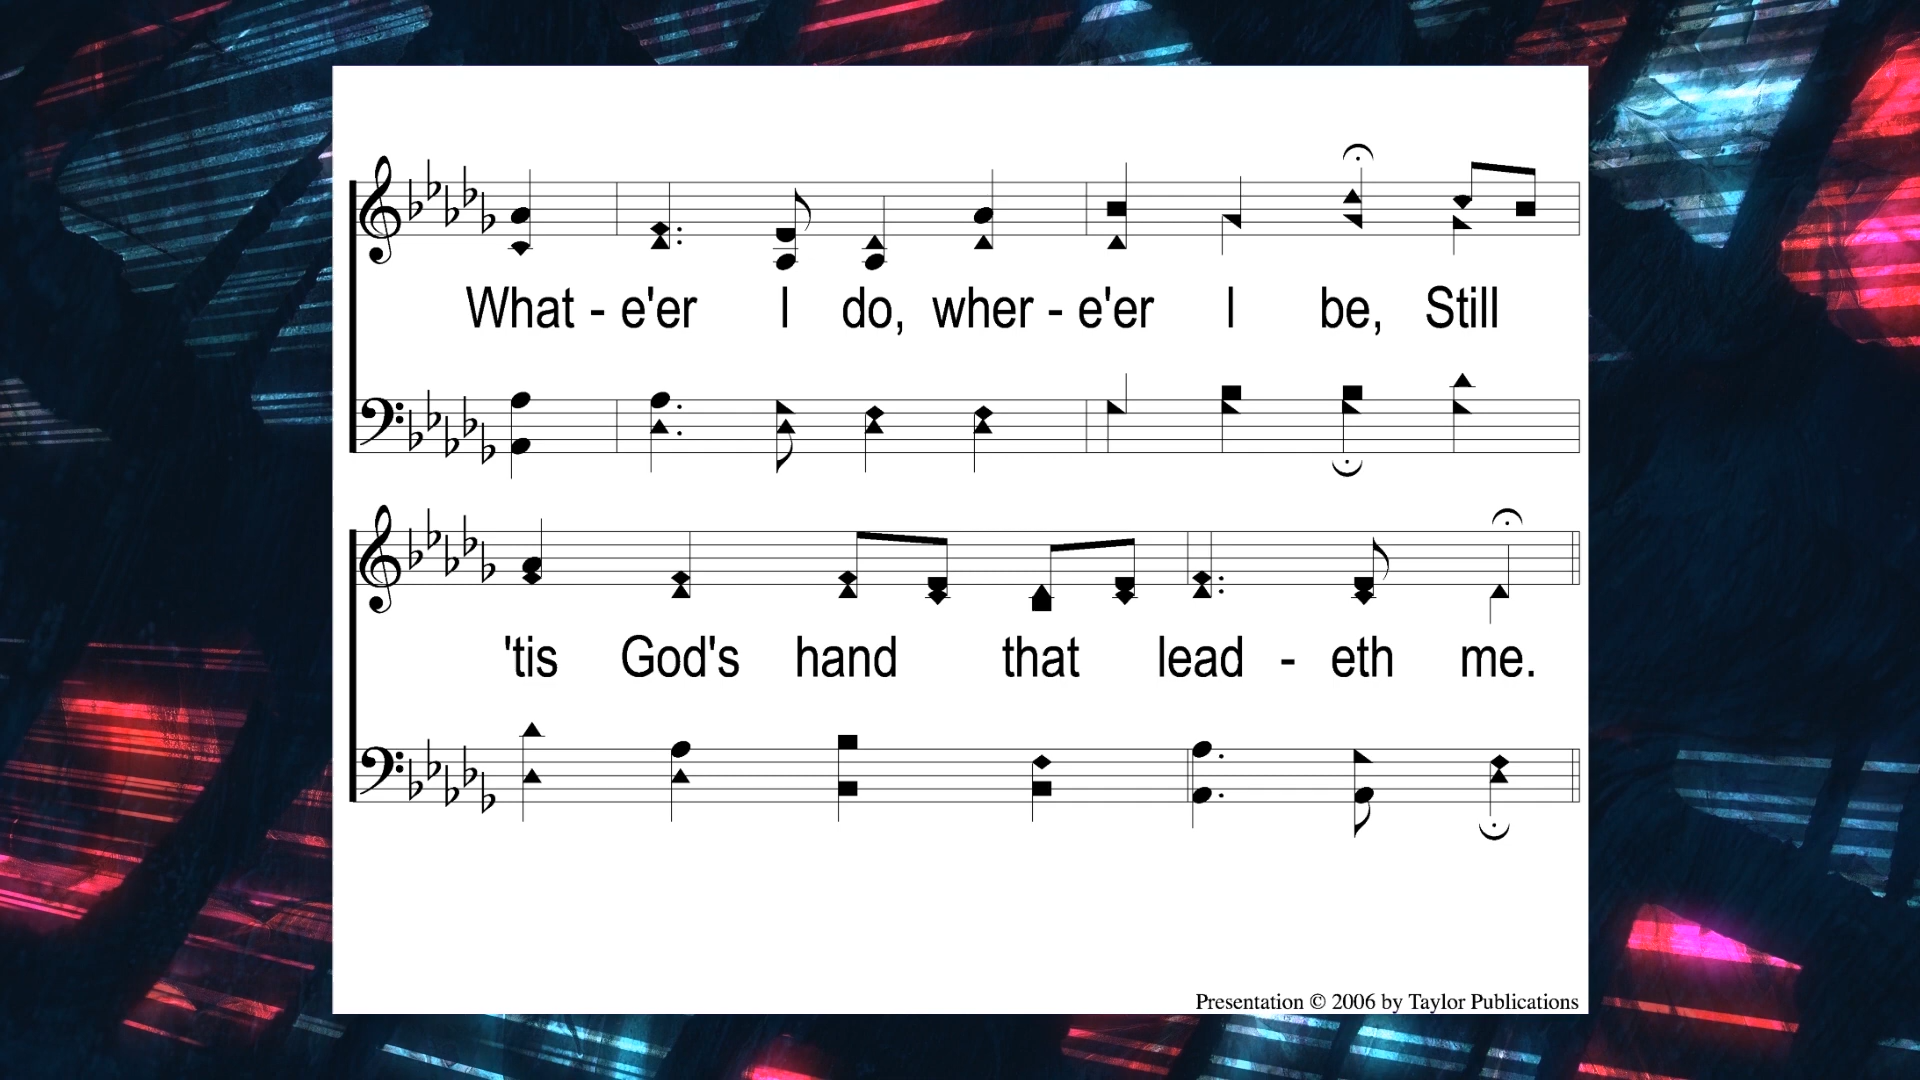 What - e'er I do, wher - e'er I be, Still
'tis God's hand that lead - eth me.
Presentation © 2006 by Taylor Publications